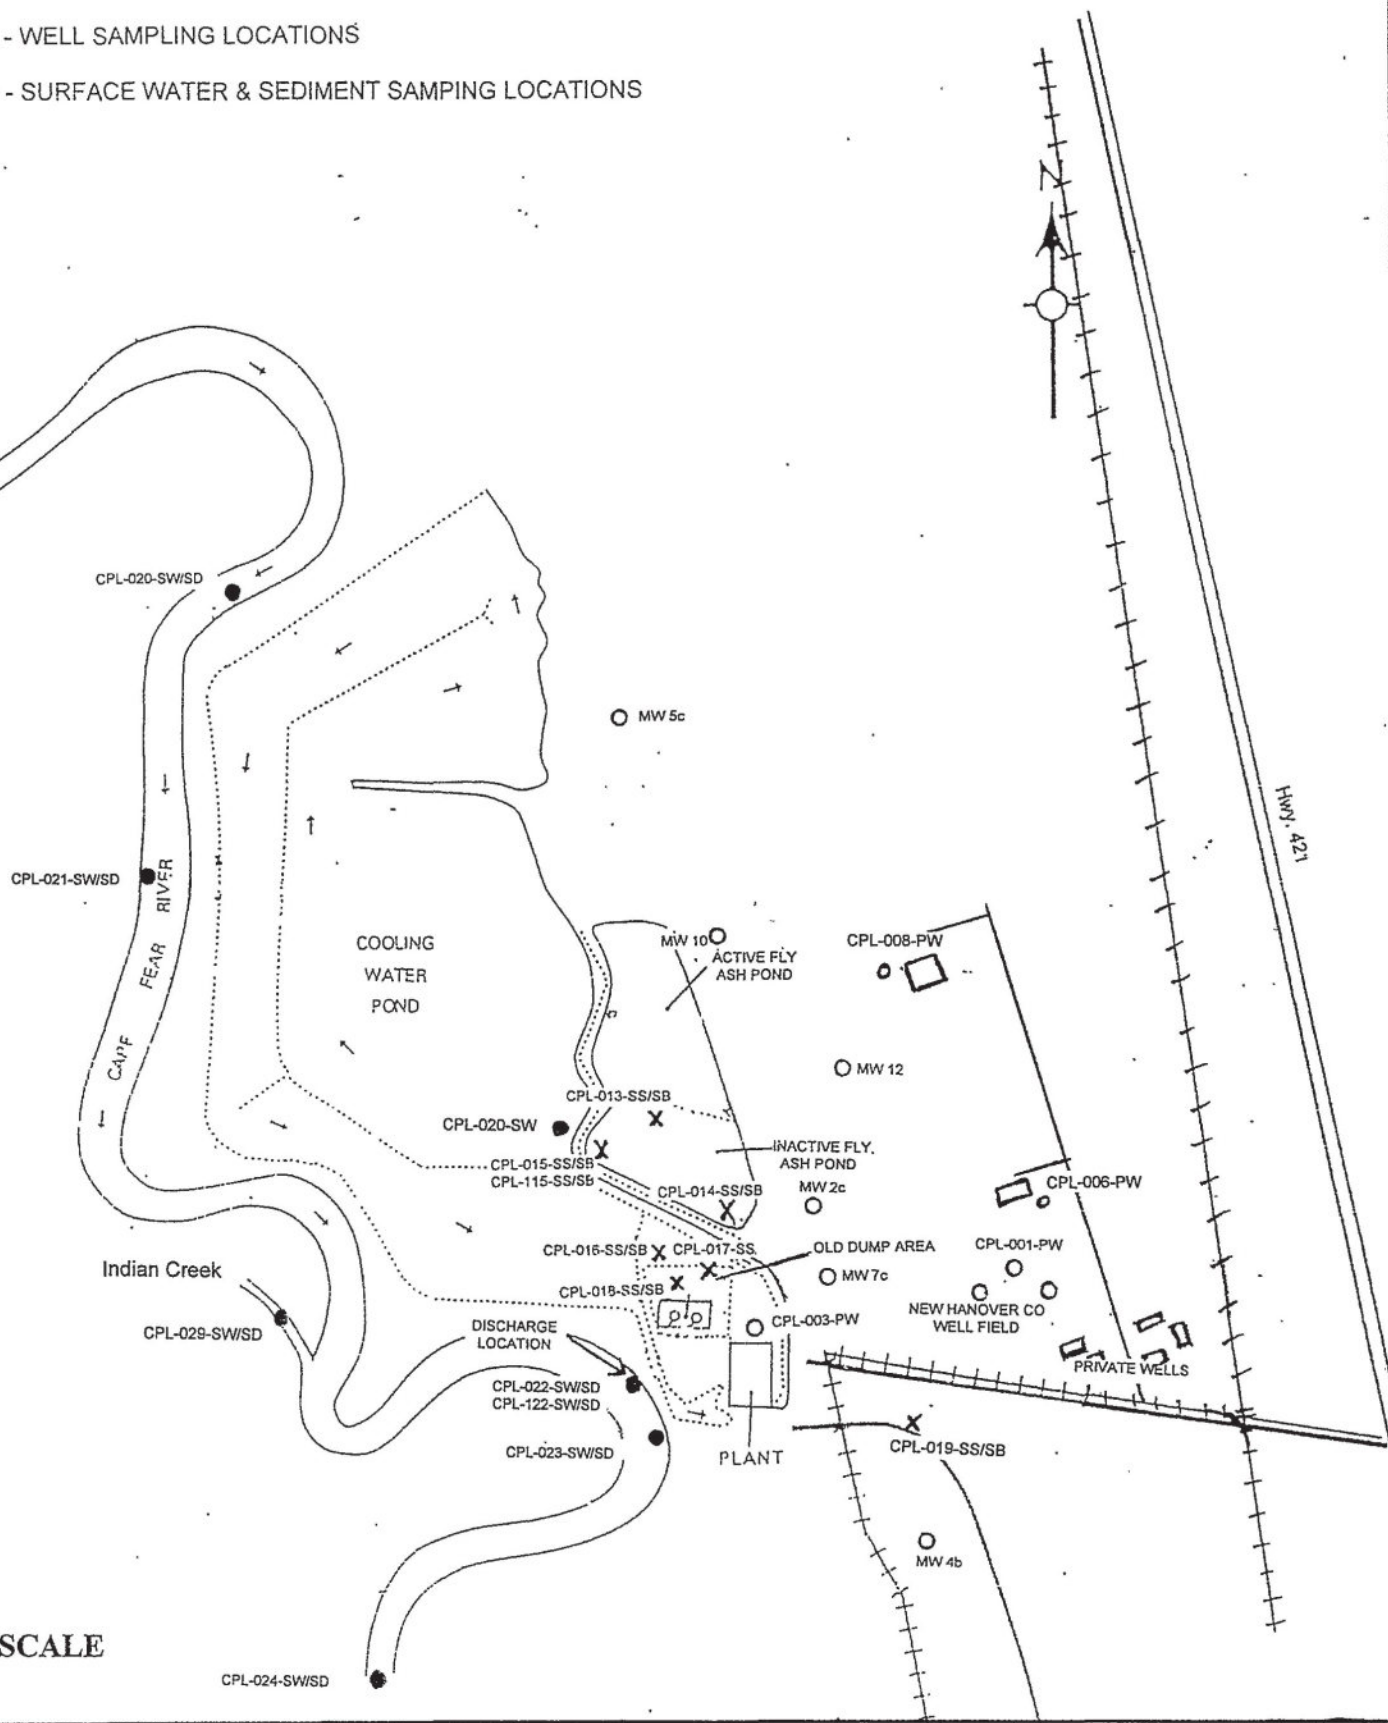 - WELL SAMPLING LOCATIONS
- SURFACE WATER & SEDIMENT SAMPING LOCATIONS
N
CPL-020-SW/SD
MW 5c
Hwy. 421
CPL-021-SW/SD
CAPE FEAR RIVER
COOLING
WATER
POND
MW 10
ACTIVE FLY
ASH POND
CPL-008-PW
MW 12
CPL-013-SS/SB
CPL-020-SW
INACTIVE FLY.
ASH POND
CPL-015-SS/SB
CPL-115-SS/SB
CPL-014-SS/SB
MW 2c
CPL-006-PW
CPL-016-SS/SB
CPL-017-SS
OLD DUMP AREA
CPL-001-PW
Indian Creek
MW 7c
CPL-018-SS/SB
NEW HANOVER CO
WELL FIELD
CPL-029-SW/SD
DISCHARGE
LOCATION
CPL-003-PW
PRIVATE WELLS
CPL-022-SW/SD
CPL-122-SW/SD
CPL-023-SW/SD
PLANT
CPL-019-SS/SB
MW 4b
SCALE
CPL-024-SW/SD